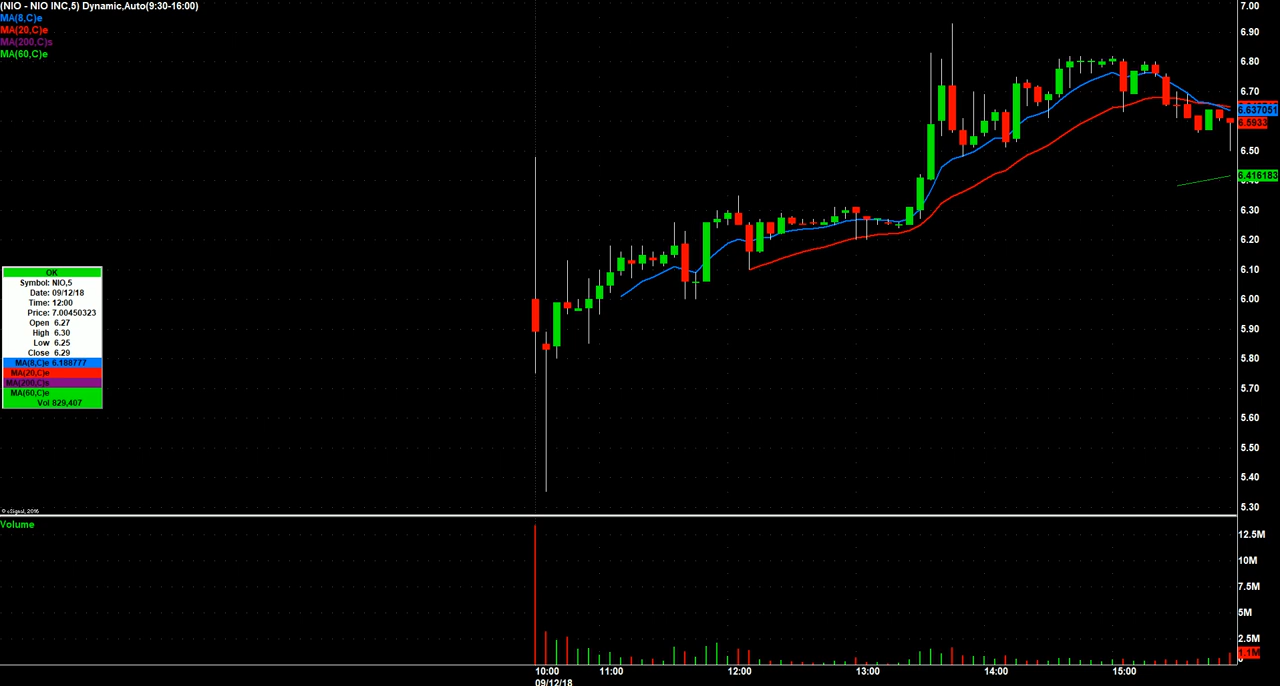 (NIO - NIO INC,5) Dynamic,Auto(9:30-16:00)
MA(8,C)e
MA(20,C)e
MA(200,C)s
MA(60,C)e
7.00
6.90
6.80
6.70
6.637051
6.5933
6.50
6.416183
6.30
6.20
6.10
6.00
5.90
5.80
5.70
5.60
5.50
5.40
5.30
OK
Symbol: NIO,5
Date: 09/12/18
Time: 12:00
Price: 7.00450323
Open 6.27
High 6.30
Low 6.25
Close 6.29
MA(8,C)e 6.188777
MA(20,C)e
MA(200,C)s
MA(60,C)e
Vol 829,407
© eSignal, 2016
Volume
12.5M
10M
7.5M
5M
2.5M
1.1M
0
10:00 11:00 12:00 13:00 14:00 15:00
09/12/18